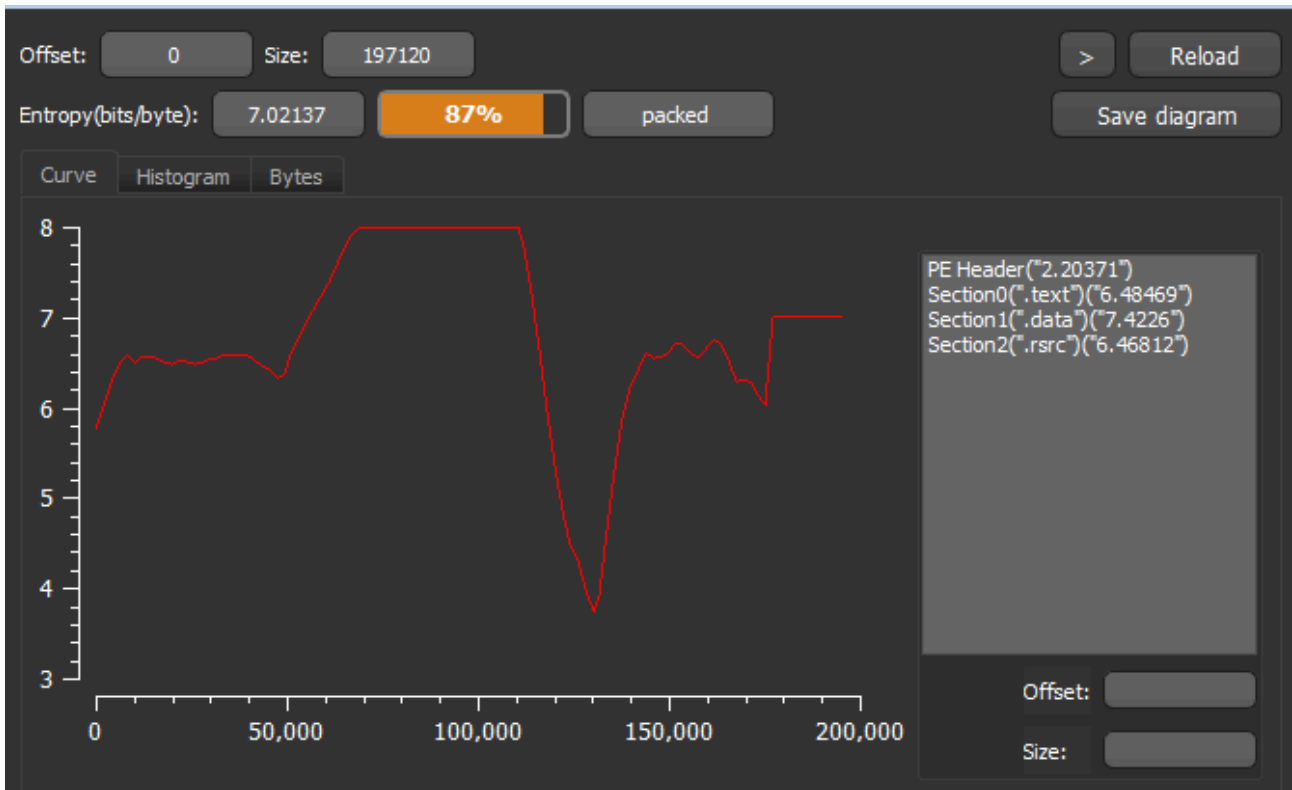 Offset: 0 Size: 197120 > Reload
Entropy(bits/byte): 7.02137 87% packed Save diagram
Curve Histogram Bytes
8
7
6
5
4
3
0 50,000 100,000 150,000 200,000
PE Header("2.20371")
Section0(".text")("6.48469")
Section1(".data")("7.4226")
Section2(".rsrc")("6.46812")
Offset:
Size: